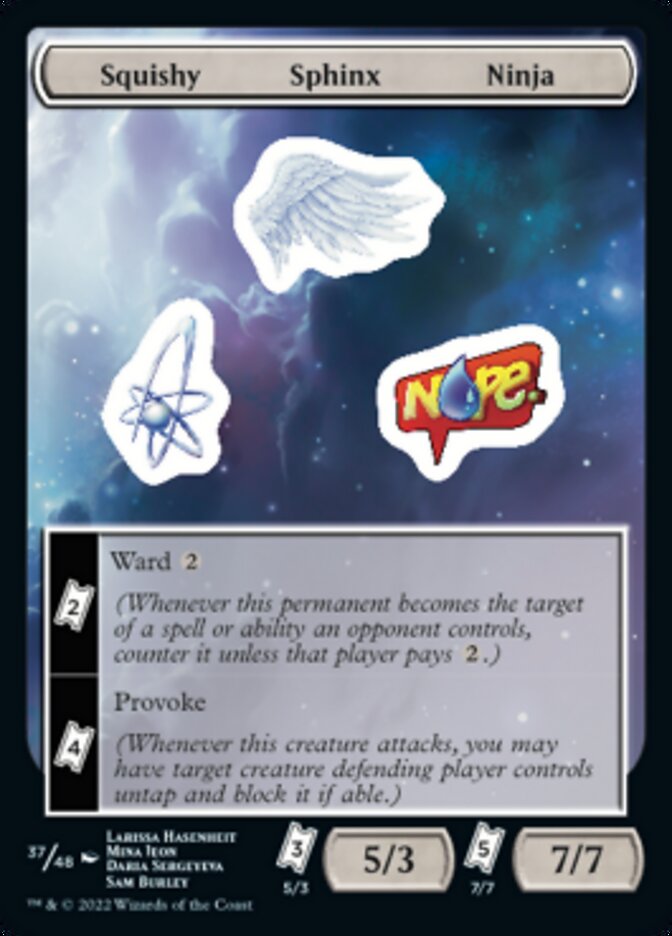 Squishy Sphinx Ninja
NOPE.
2
Ward 2
(Whenever this permanent becomes the target
of a spell or ability an opponent controls,
counter it unless that player pays 2.)
4
Provoke
(Whenever this creature attacks, you may
have target creature defending player controls
untap and block it if able.)
37/48
Larissa Hasenheit
Mina Jeon
Daria Sergeyeva
Sam Burley
3
5/3
5/3
5
7/7
7/7
™ & © 2022 Wizards of the Coast